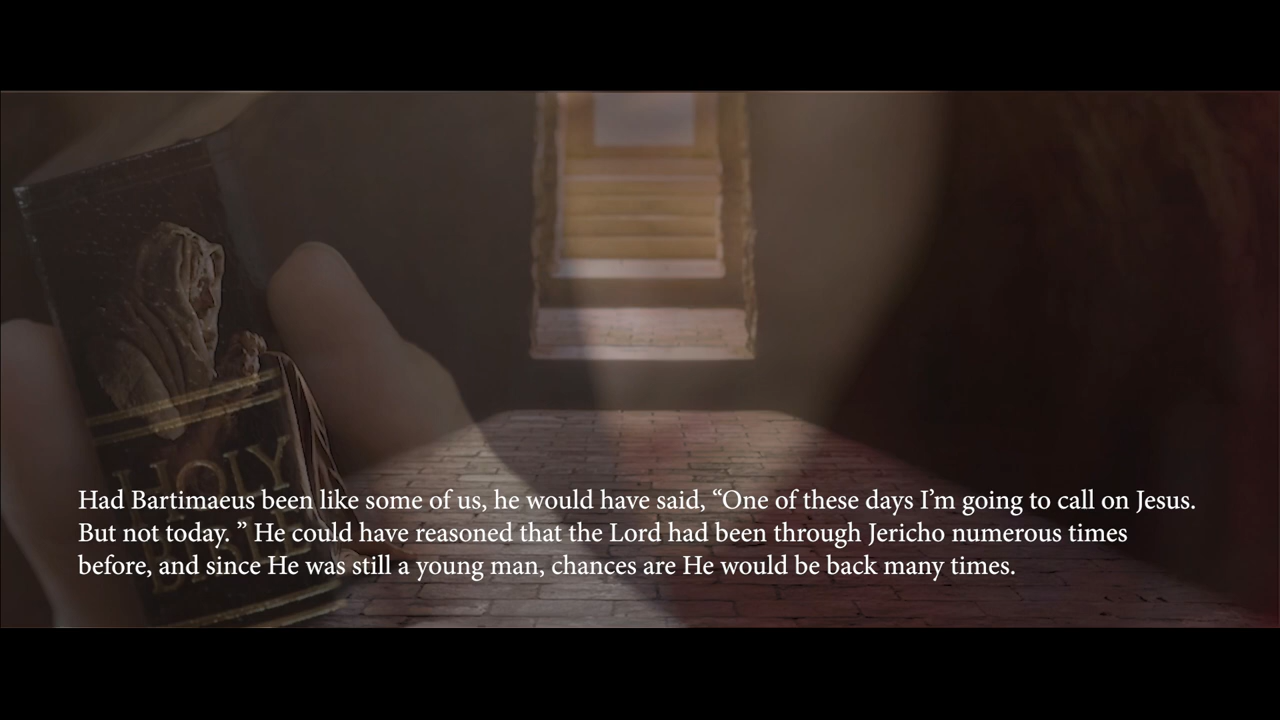 HOLY
BIBLE
Had Bartimaeus been like some of us, he would have said, “One of these days I’m going to call on Jesus.
But not today. ” He could have reasoned that the Lord had been through Jericho numerous times
before, and since He was still a young man, chances are He would be back many times.